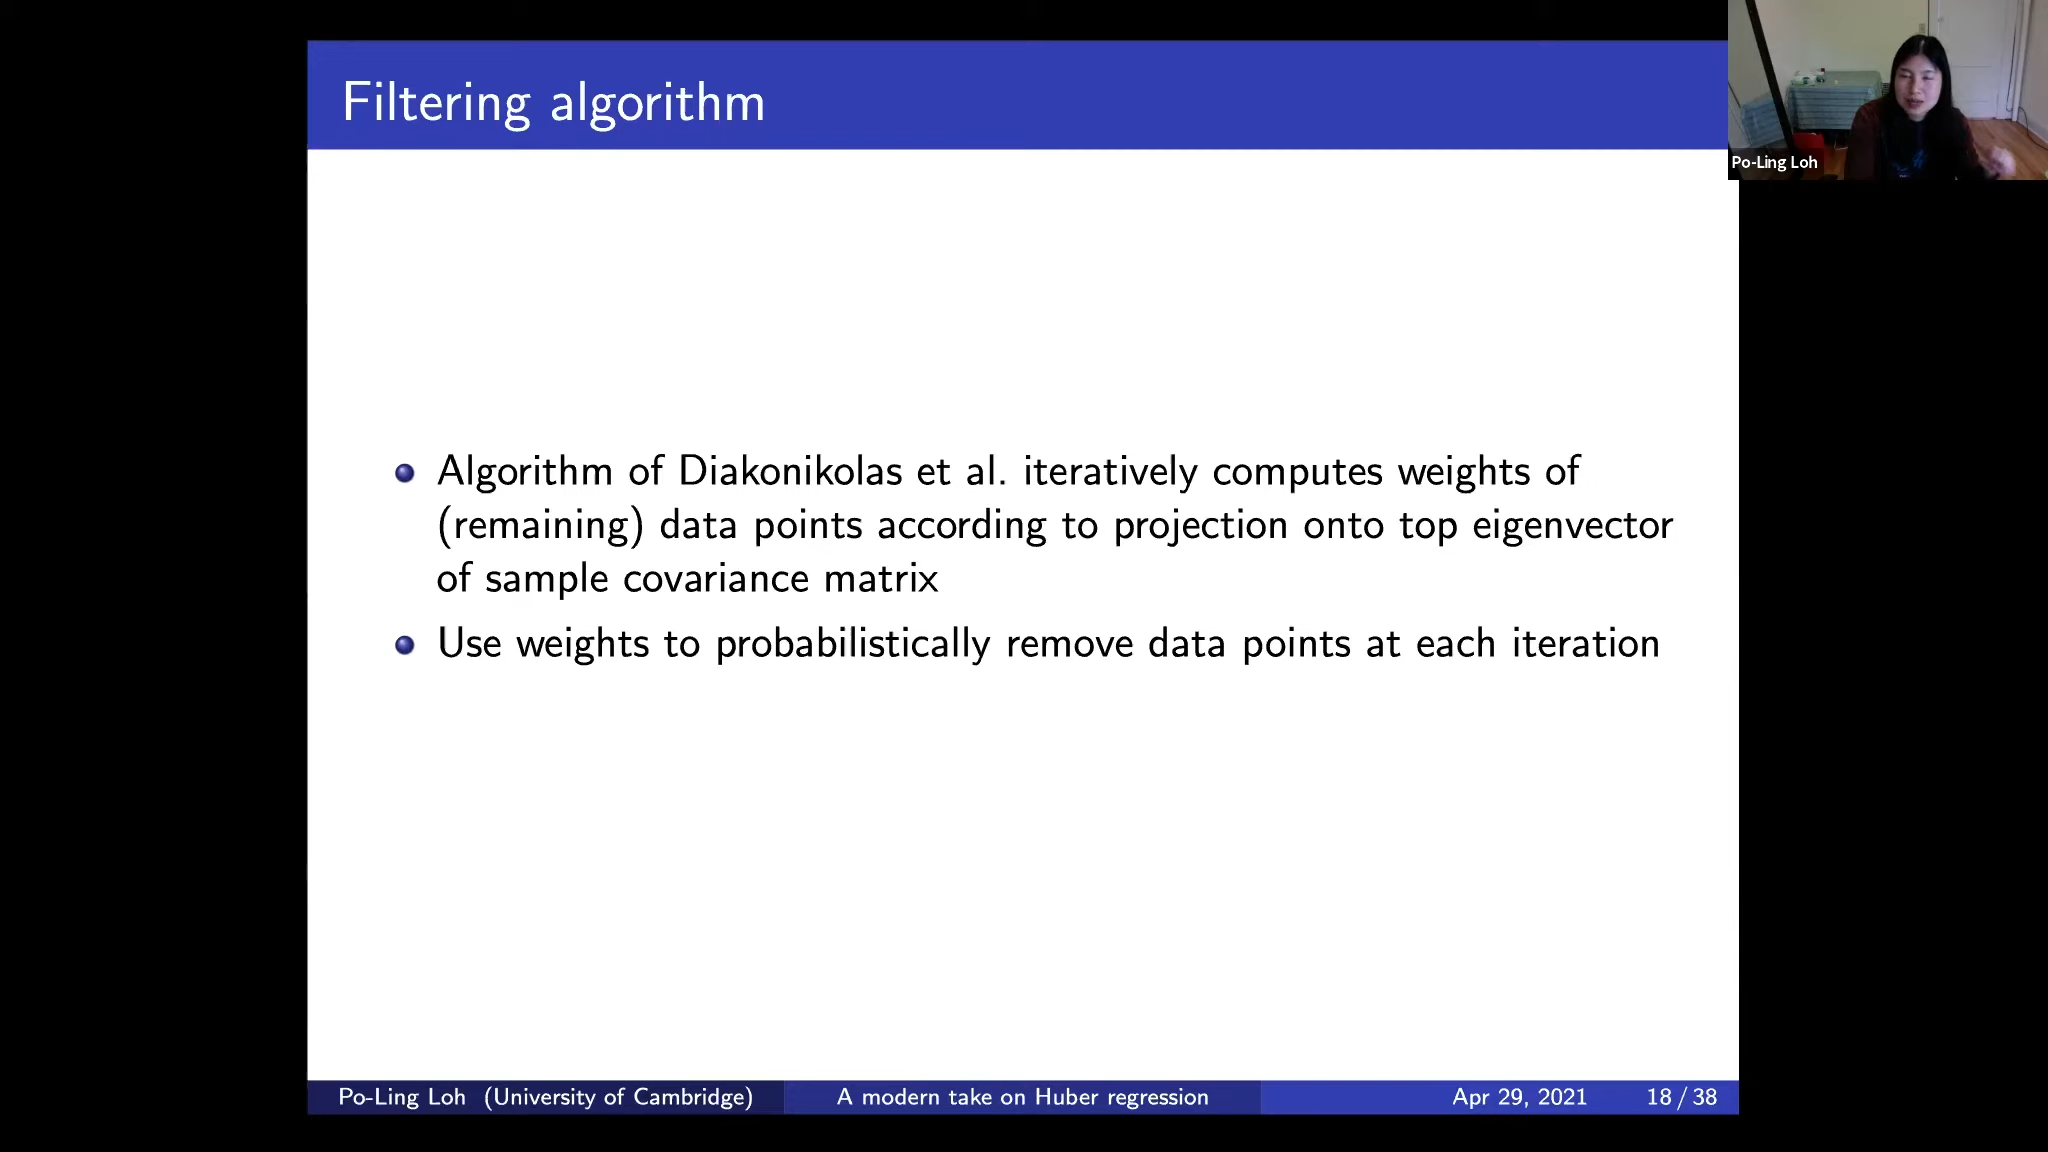 Filtering algorithm
Po-Ling Loh
Algorithm of Diakonikolas et al. iteratively computes weights of
(remaining) data points according to projection onto top eigenvector
of sample covariance matrix
Use weights to probabilistically remove data points at each iteration
Po-Ling Loh (University of Cambridge)
A modern take on Huber regression
Apr 29, 2021
18 / 38